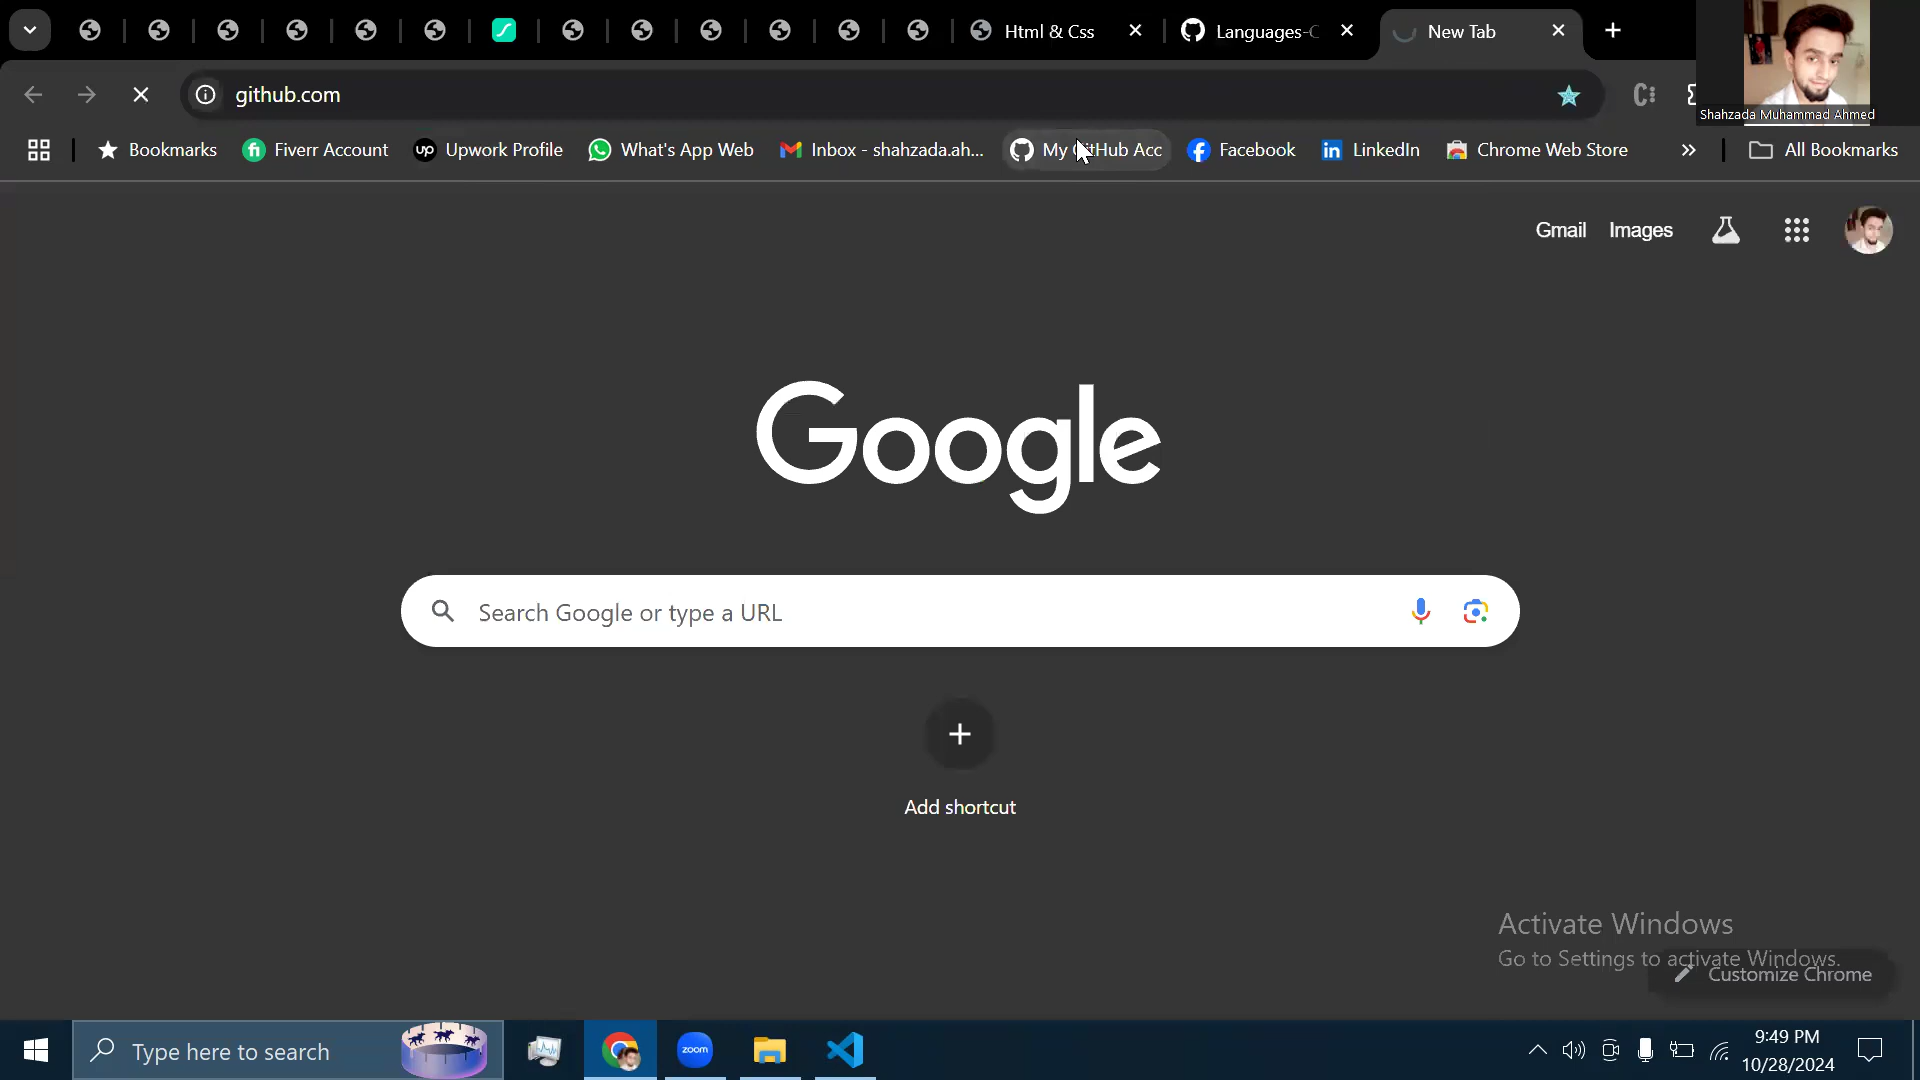 Html & Css
Languages-C
New Tab
Shahzada Muhammad Ahmed
github.com
Bookmarks
Fiverr Account
up
Upwork Profile
What's App Web
Inbox - shahzada.ah...
My GitHub Acc
Facebook
in
LinkedIn
Chrome Web Store
All Bookmarks
Gmail
Images
Google
Search Google or type a URL
Add shortcut
Activate Windows
Go to Settings to activate Windows.
Customize Chrome
Type here to search
zoom
9:49 PM
10/28/2024